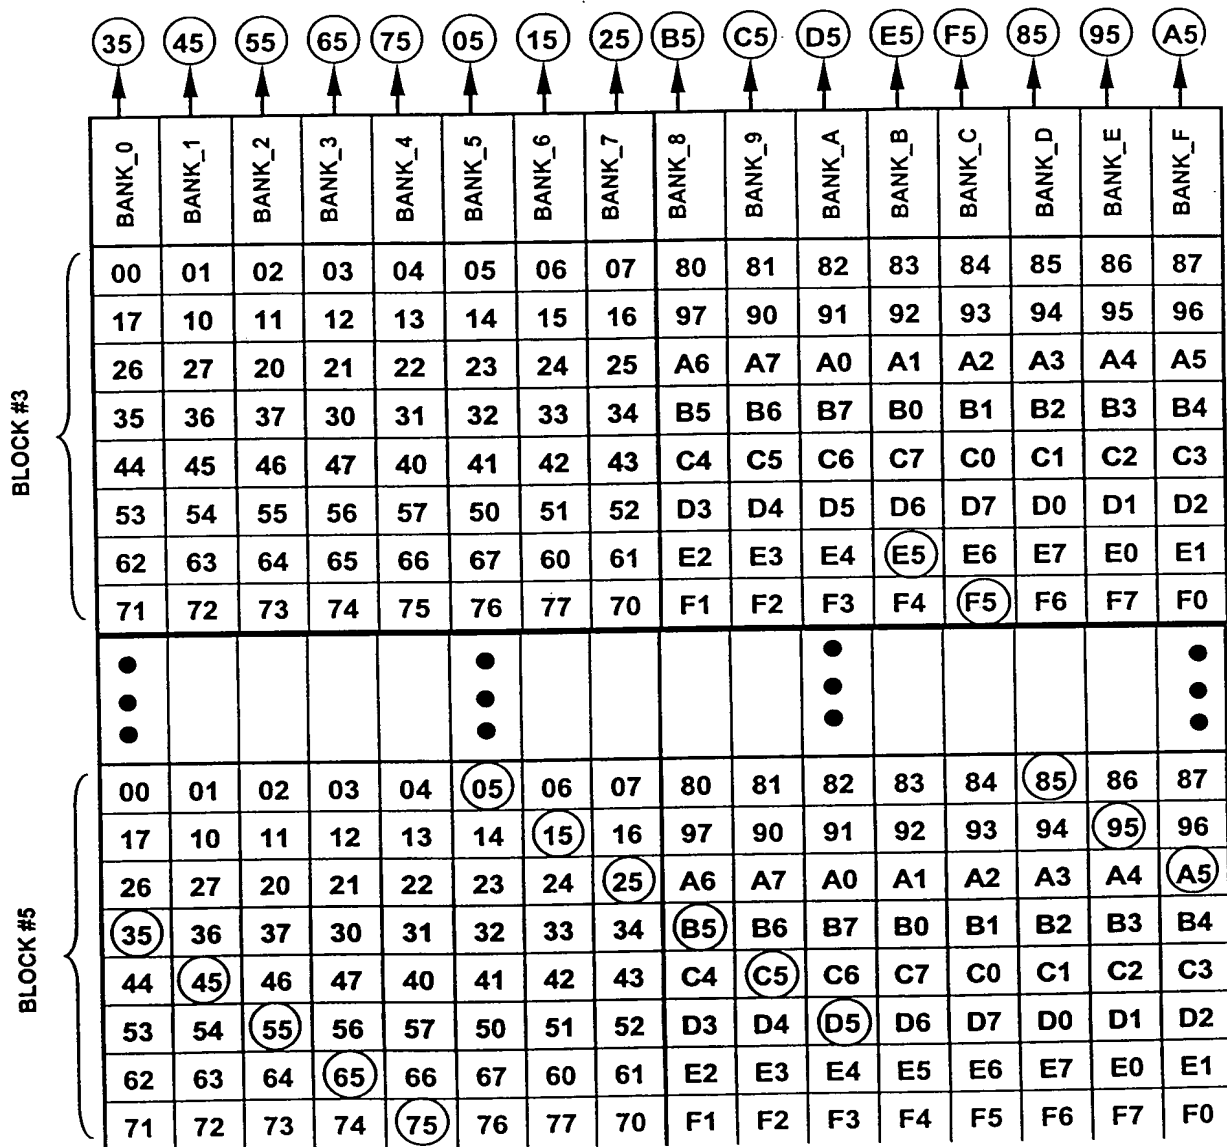 35 45 55 65 75 05 15 25 B5 C5 D5 E5 F5 85 95 A5
BANK_0 BANK_1 BANK_2 BANK_3 BANK_4 BANK_5 BANK_6 BANK_7 BANK_8 BANK_9 BANK_A BANK_B BANK_C BANK_D BANK_E BANK_F
BLOCK #3
00 01 02 03 04 05 06 07 80 81 82 83 84 85 86 87
17 10 11 12 13 14 15 16 97 90 91 92 93 94 95 96
26 27 20 21 22 23 24 25 A6 A7 A0 A1 A2 A3 A4 A5
35 36 37 30 31 32 33 34 B5 B6 B7 B0 B1 B2 B3 B4
44 45 46 47 40 41 42 43 C4 C5 C6 C7 C0 C1 C2 C3
53 54 55 56 57 50 51 52 D3 D4 D5 D6 D7 D0 D1 D2
62 63 64 65 66 67 60 61 E2 E3 E4 E5 E6 E7 E0 E1
71 72 73 74 75 76 77 70 F1 F2 F3 F4 F5 F6 F7 F0
BLOCK #5
00 01 02 03 04 05 06 07 80 81 82 83 84 85 86 87
17 10 11 12 13 14 15 16 97 90 91 92 93 94 95 96
26 27 20 21 22 23 24 25 A6 A7 A0 A1 A2 A3 A4 A5
35 36 37 30 31 32 33 34 B5 B6 B7 B0 B1 B2 B3 B4
44 45 46 47 40 41 42 43 C4 C5 C6 C7 C0 C1 C2 C3
53 54 55 56 57 50 51 52 D3 D4 D5 D6 D7 D0 D1 D2
62 63 64 65 66 67 60 61 E2 E3 E4 E5 E6 E7 E0 E1
71 72 73 74 75 76 77 70 F1 F2 F3 F4 F5 F6 F7 F0